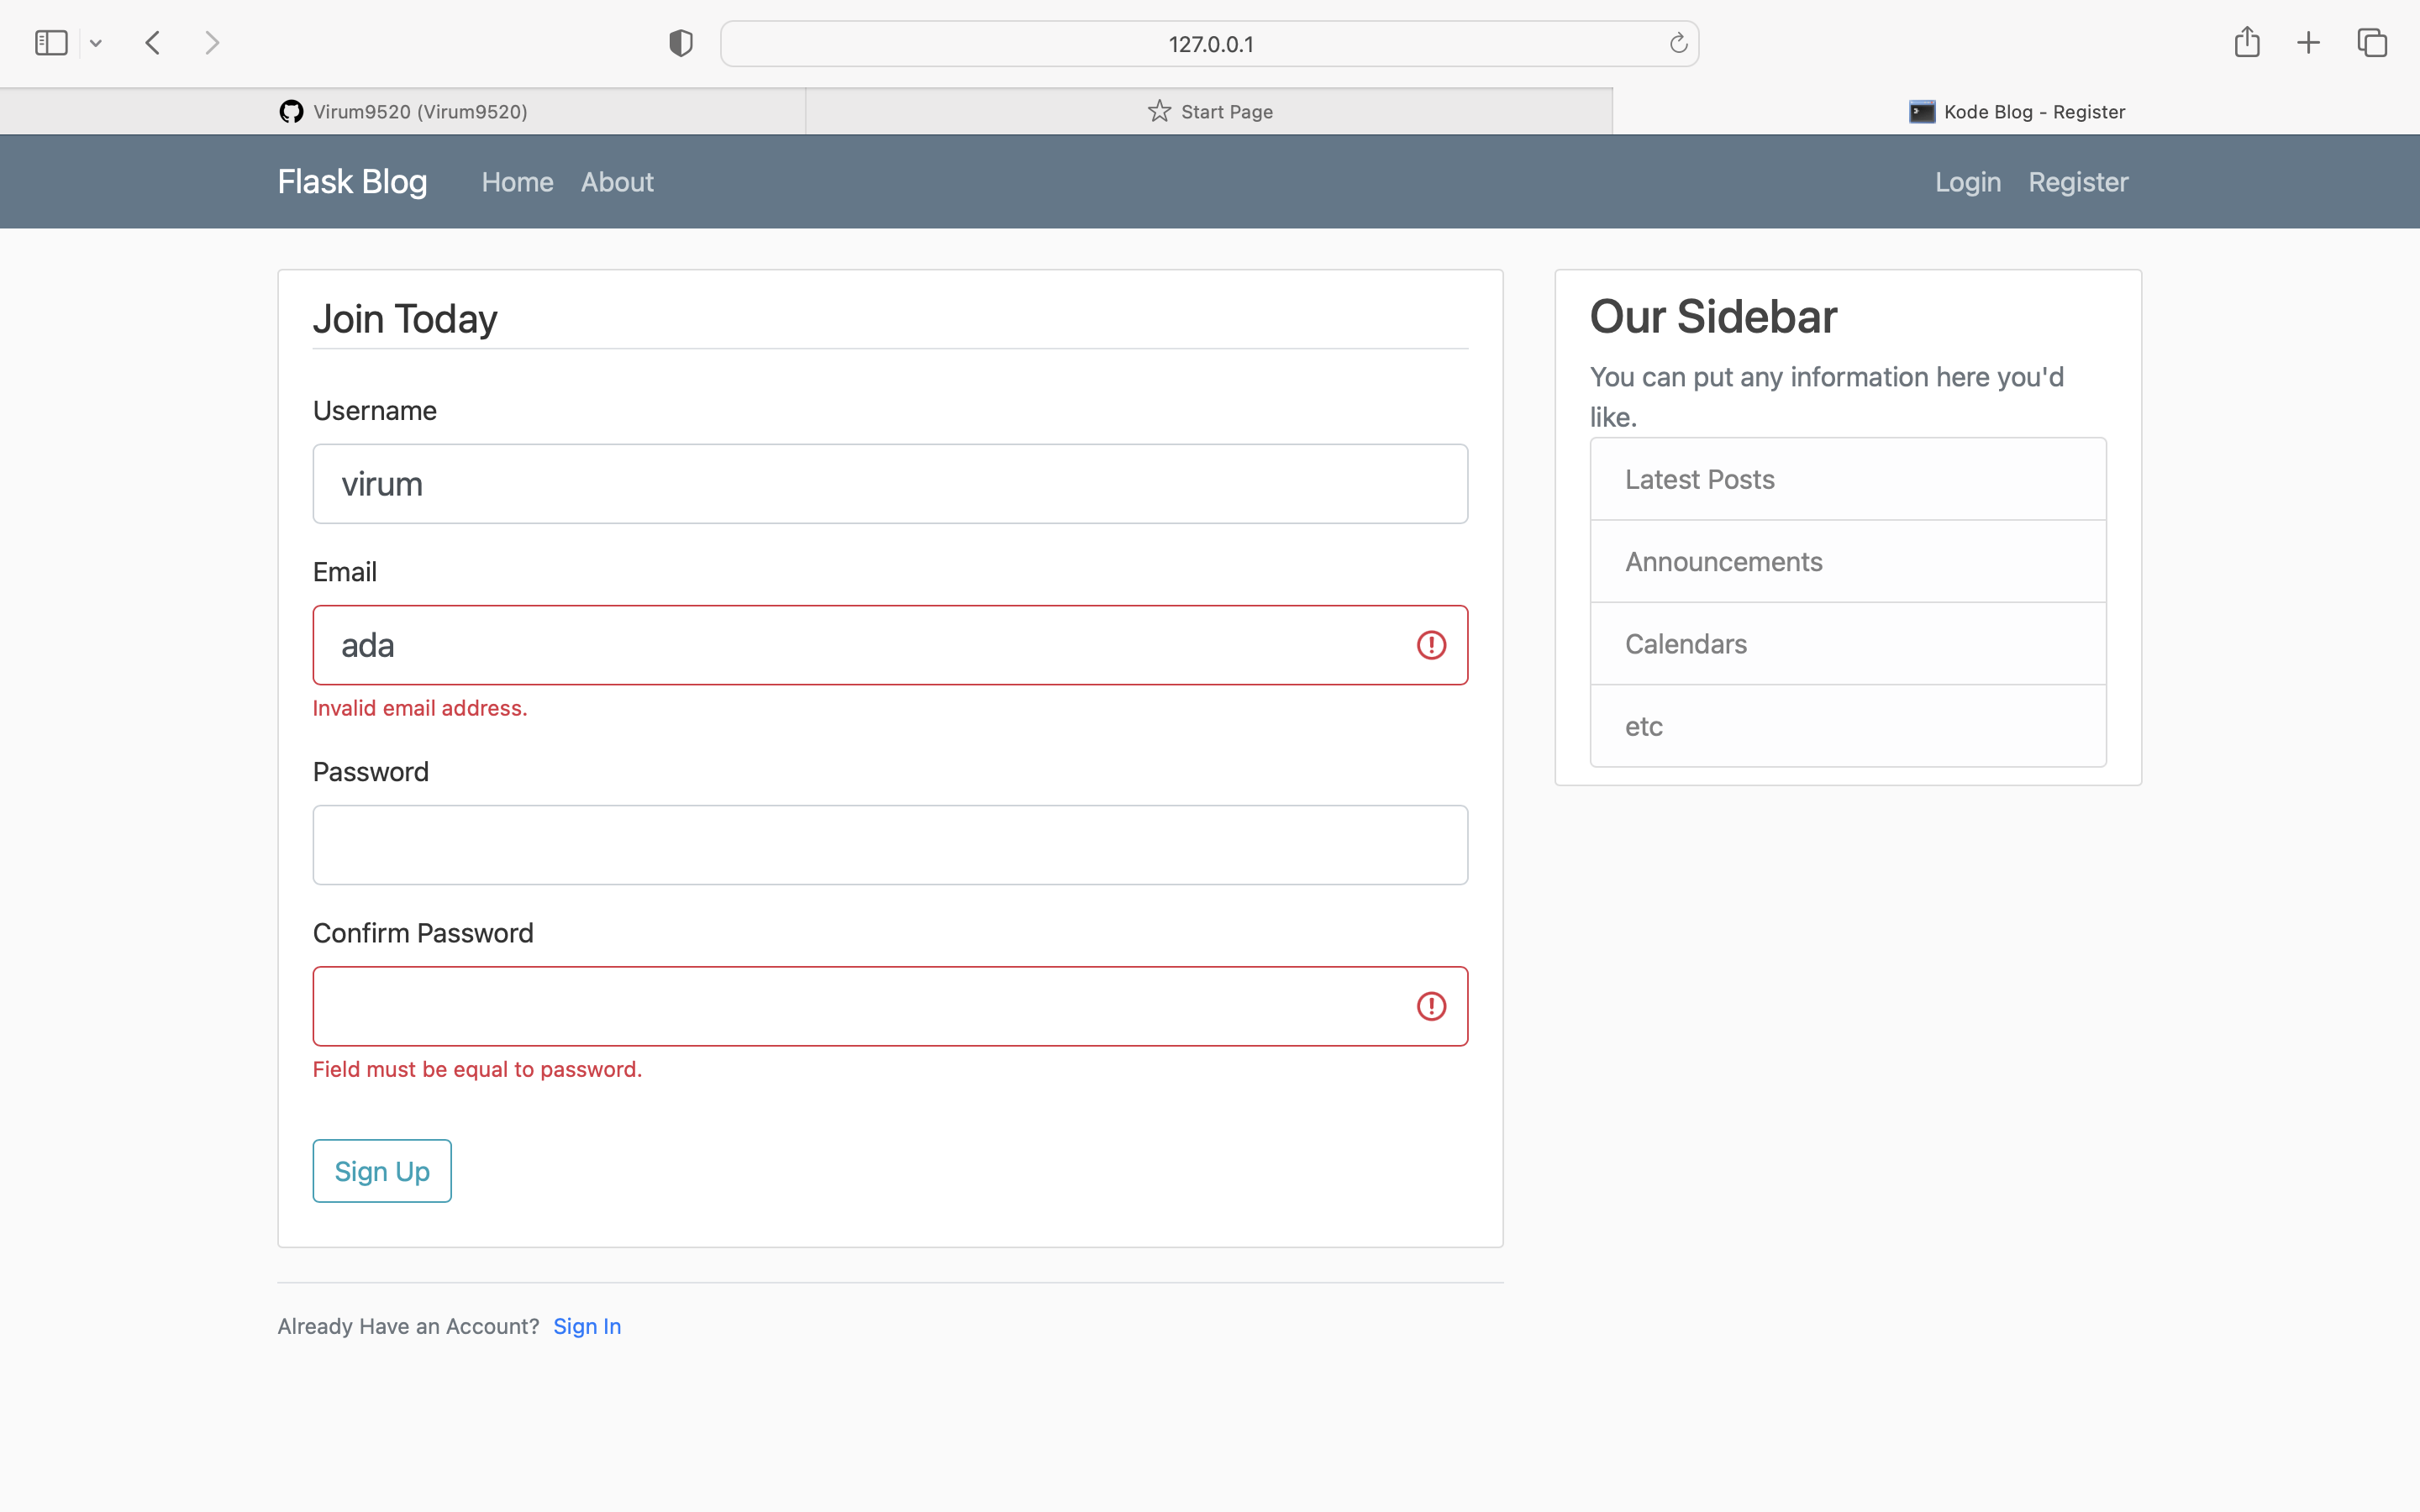 127.0.0.1
Virum9520 (Virum9520)
Start Page
Kode Blog - Register
Flask Blog
Home
About
Login
Register
Join Today
Username
virum
Email
ada
Invalid email address.
Password
Confirm Password
Field must be equal to password.
Sign Up
Already Have an Account? Sign In
Our Sidebar
You can put any information here you'd
like.
Latest Posts
Announcements
Calendars
etc